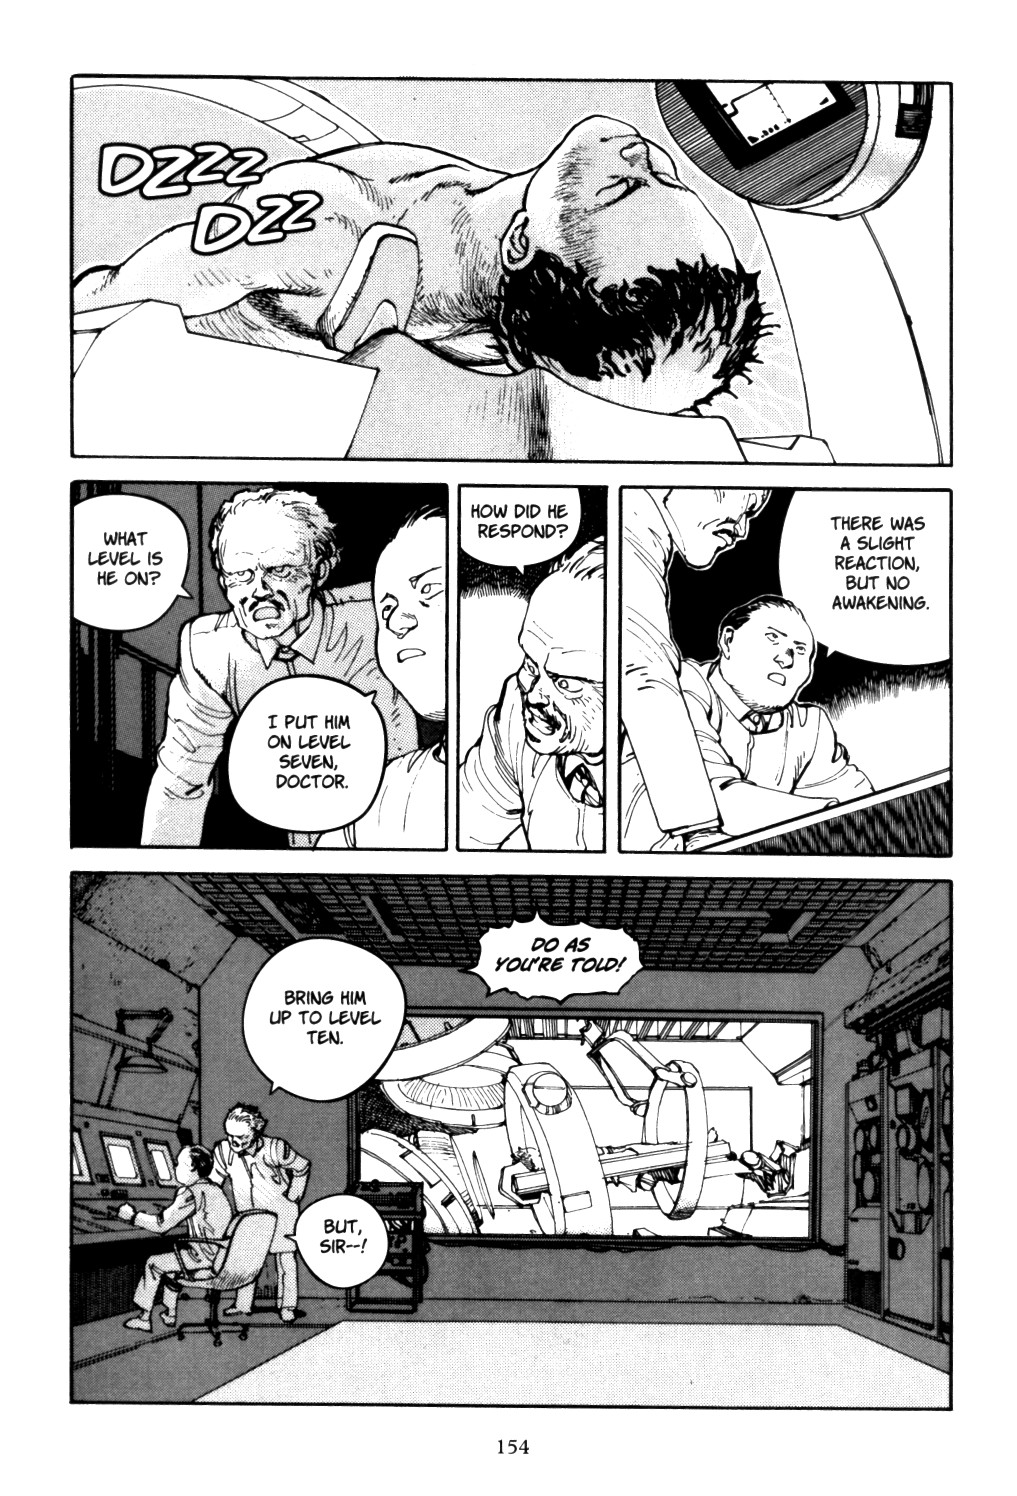 DZZZ
DZZ
WHAT
LEVEL IS
HE ON?
I PUT HIM
ON LEVEL
SEVEN,
DOCTOR.
HOW DID HE
RESPOND?
THERE WAS
A SLIGHT
REACTION,
BUT NO
AWAKENING.
DO AS
YOU'RE TOLD!
BRING HIM
UP TO LEVEL
TEN.
BUT,
SIR--!
154